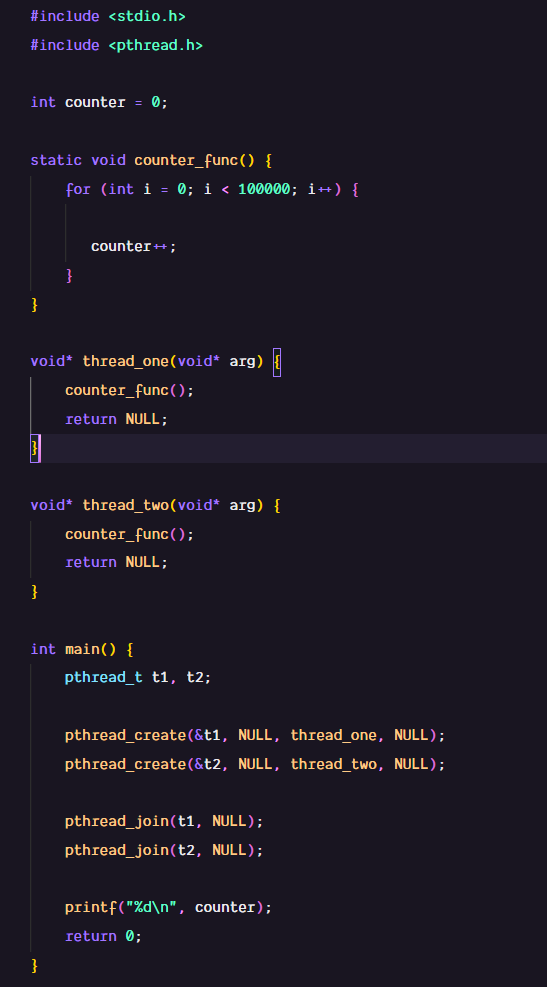 #include <stdio.h>
#include <pthread.h>

int counter = 0;

static void counter_func() {
    for (int i = 0; i < 100000; i++) {

       counter++;
    }
}

void* thread_one(void* arg) {
    counter_func();
    return NULL;
}

void* thread_two(void* arg) {
    counter_func();
    return NULL;
}

int main() {
    pthread_t t1, t2;

    pthread_create(&t1, NULL, thread_one, NULL);
    pthread_create(&t2, NULL, thread_two, NULL);

    pthread_join(t1, NULL);
    pthread_join(t2, NULL);

    printf("%d\n", counter);
    return 0;
}